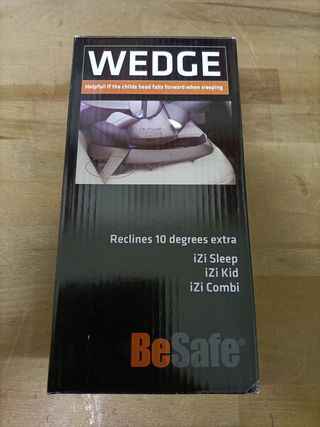 WEDGE
Helpfull if the childs head falls forward when sleeping
Reclines 10 degrees extra
iZi Sleep
iZi Kid
iZi Combi
BeSafe®